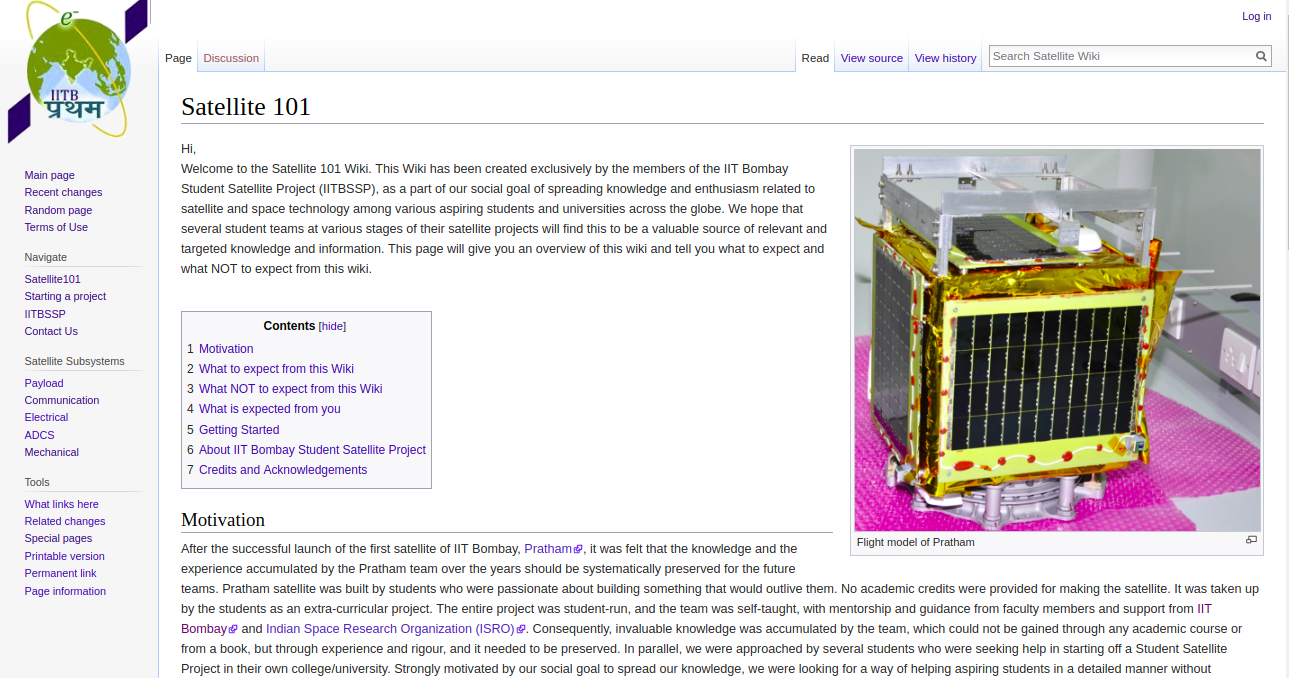 e-
IITB
प्रथम
Log in
Page
Discussion
Read
View source
View history
Search Satellite Wiki
Main page
Recent changes
Random page
Terms of Use
Navigate
Satellite101
Starting a project
IITBSSP
Contact Us
Satellite Subsystems
Payload
Communication
Electrical
ADCS
Mechanical
Tools
What links here
Related changes
Special pages
Printable version
Permanent link
Page information
Satellite 101
Hi,
Welcome to the Satellite 101 Wiki. This Wiki has been created exclusively by the members of the IIT Bombay
Student Satellite Project (IITBSSP), as a part of our social goal of spreading knowledge and enthusiasm related to
satellite and space technology among various aspiring students and universities across the globe. We hope that
several student teams at various stages of their satellite projects will find this to be a valuable source of relevant and
targeted knowledge and information. This page will give you an overview of this wiki and tell you what to expect and
what NOT to expect from this wiki.
Contents [hide]
1 Motivation
2 What to expect from this Wiki
3 What NOT to expect from this Wiki
4 What is expected from you
5 Getting Started
6 About IIT Bombay Student Satellite Project
7 Credits and Acknowledgements
Flight model of Pratham
Motivation
After the successful launch of the first satellite of IIT Bombay, Pratham, it was felt that the knowledge and the
experience accumulated by the Pratham team over the years should be systematically preserved for the future
teams. Pratham satellite was built by students who were passionate about building something that would outlive them. No academic credits were provided for making the satellite. It was taken up
by the students as an extra-curricular project. The entire project was student-run, and the team was self-taught, with mentorship and guidance from faculty members and support from IIT
Bombay and Indian Space Research Organization (ISRO). Consequently, invaluable knowledge was accumulated by the team, which could not be gained through any academic course or
from a book, but through experience and rigour, and it needed to be preserved. In parallel, we were approached by several students who were seeking help in starting off a Student Satellite
Project in their own college/university. Strongly motivated by our social goal to spread our knowledge, we were looking for a way of helping aspiring students in a detailed manner without